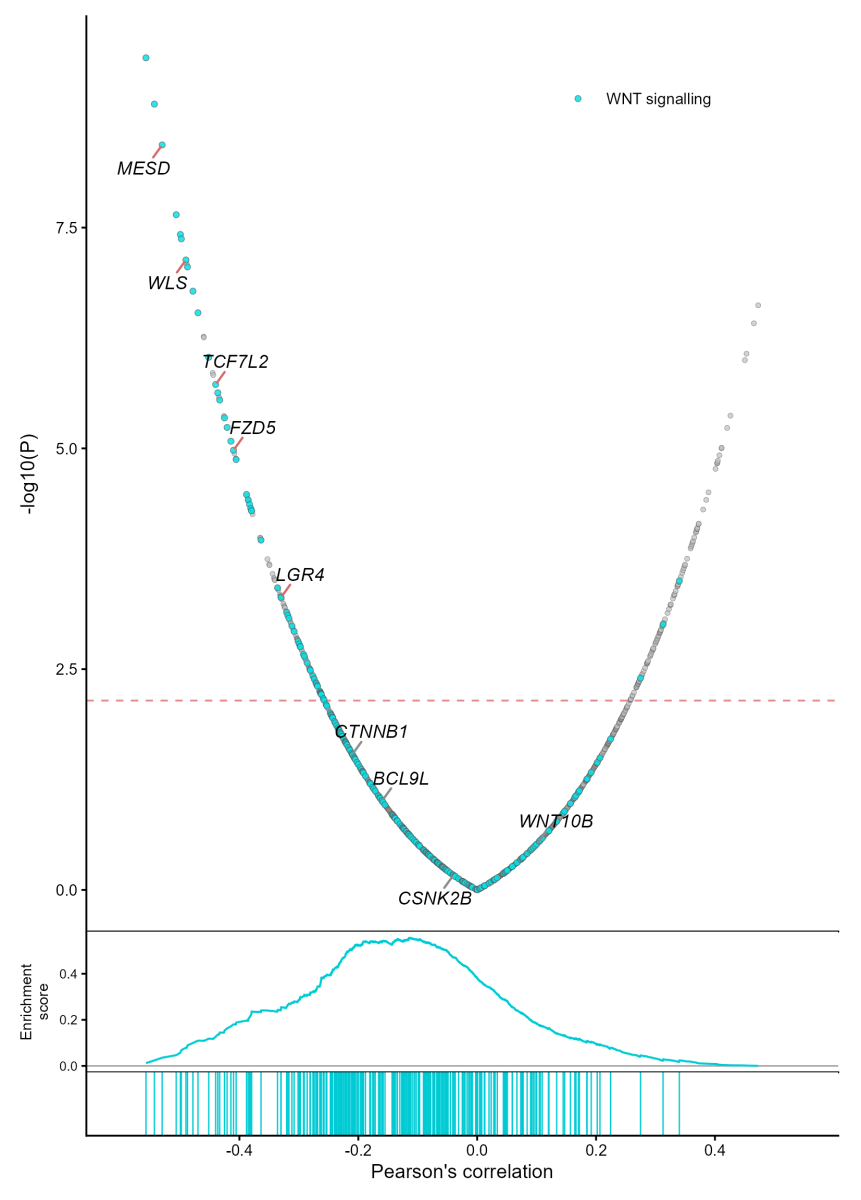 WNT signalling
MESD
7.5
WLS
TCF7L2
FZD5
5.0
-log10(P)
LGR4
2.5
CTNNB1
BCL9L
WNT10B
0.0
CSNK2B
Enrichment
score
0.4
0.2
0.0
-0.4
-0.2
0.0
0.2
0.4
Pearson's correlation